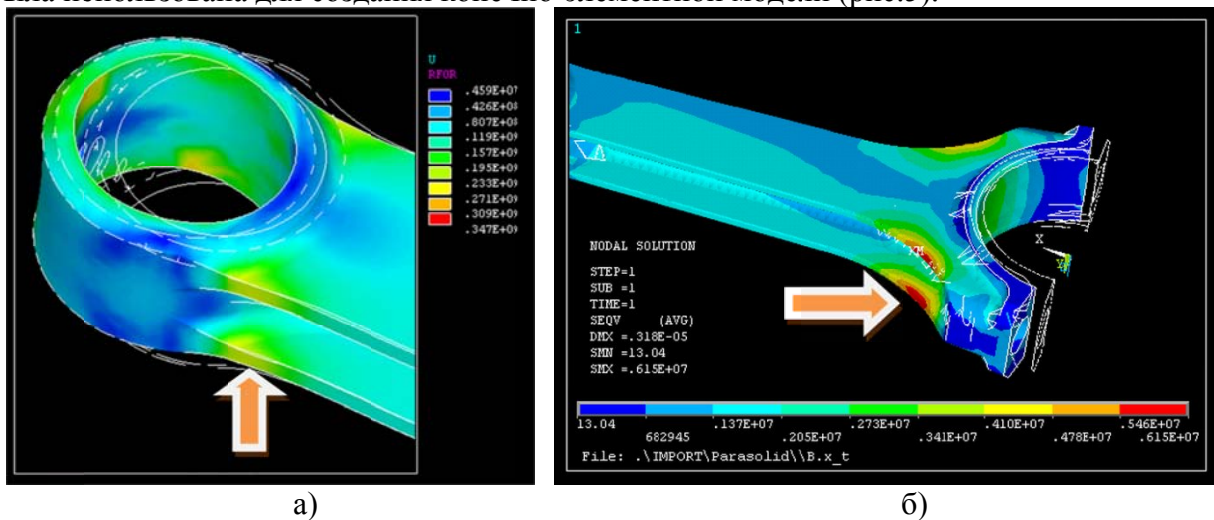 использована для создания конечно-элементной модели (рис.3).
U
RFOR
.459E+07
.426E+08
.807E+08
.119E+09
.157E+09
.195E+09
.233E+09
.271E+09
.309E+09
.347E+09
1
MX
X
Y
NODAL SOLUTION
STEP=1
SUB =1
TIME=1
SEQV (AVG)
DMX =.318E-05
SMN =13.04
SMX =.615E+07
13.04 .137E+07 .273E+07 .410E+07 .546E+07
682945 .205E+07 .341E+07 .478E+07 .615E+07
File: .\IMPORT\Parasolid\\B.x_t
а) б)